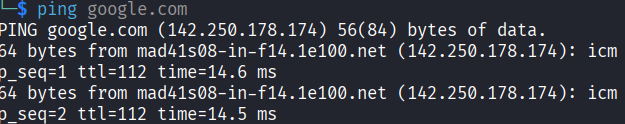 └─$ ping google.com
PING google.com (142.250.178.174) 56(84) bytes of data.
64 bytes from mad41s08-in-f14.1e100.net (142.250.178.174): icm
p_seq=1 ttl=112 time=14.6 ms
64 bytes from mad41s08-in-f14.1e100.net (142.250.178.174): icm
p_seq=2 ttl=112 time=14.5 ms